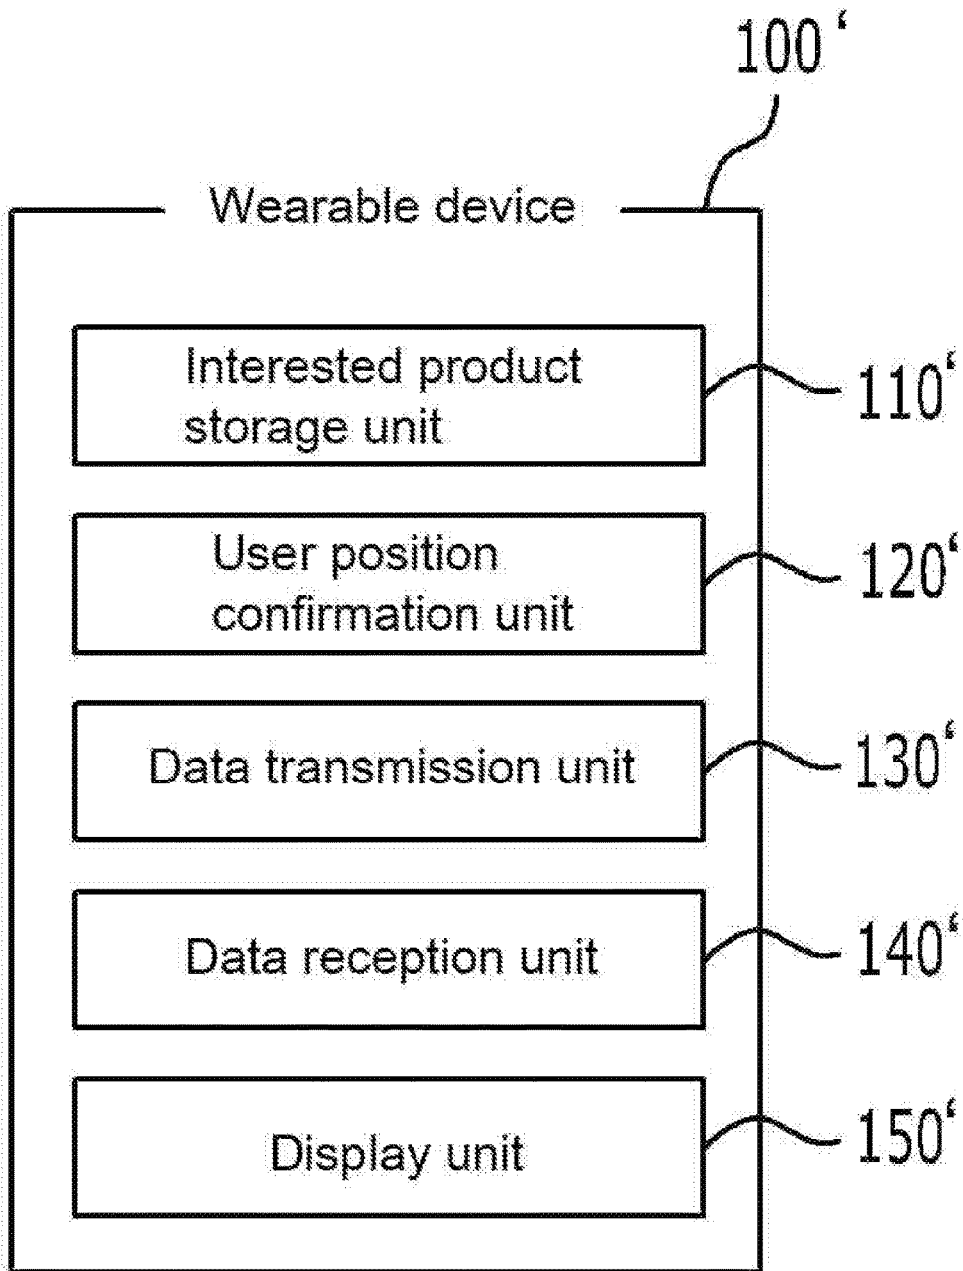 100‘
Wearable device
Interested product
storage unit
110‘
User position
confirmation unit
120‘
Data transmission unit
130‘
Data reception unit
140‘
Display unit
150‘